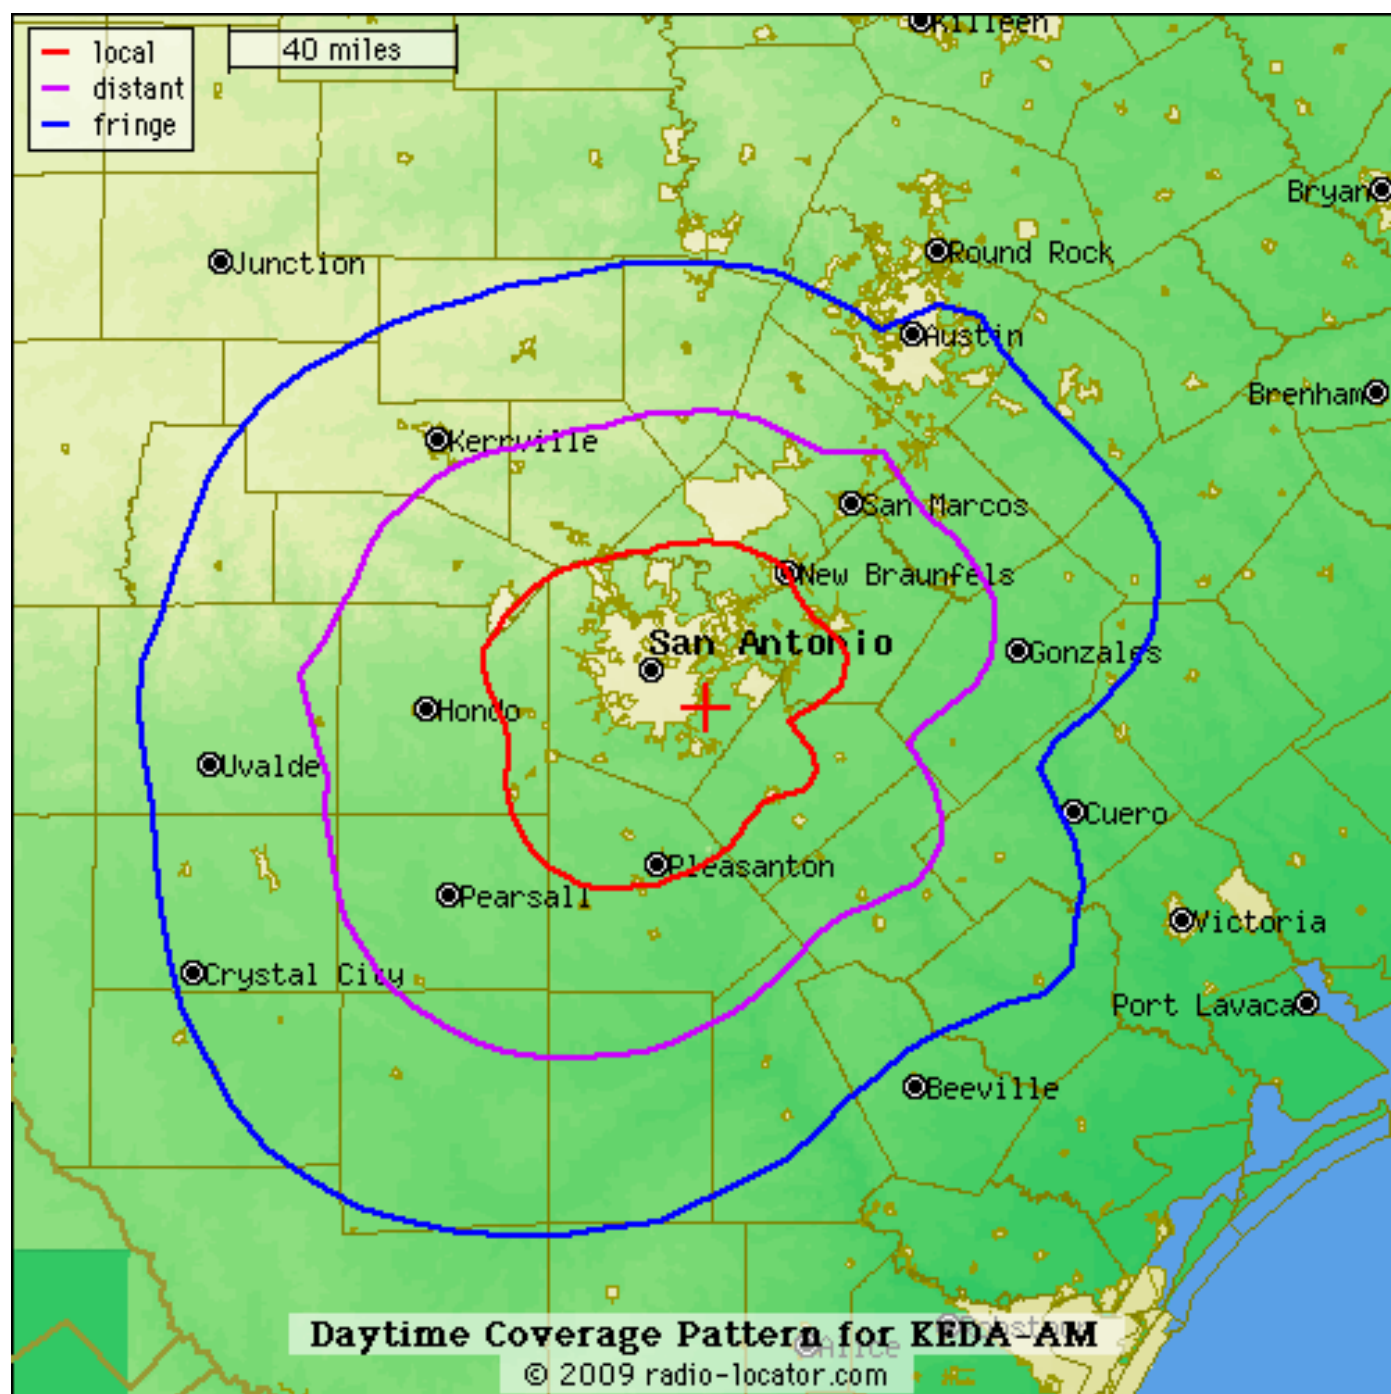 Killeen
local
40 miles
distant
fringe
Bryan
Round Rock
Junction
Austin
Brenham
Kerrville
San Marcos
New Braunfels
San Antonio
Gonzales
Hondo
Uvalde
Cuero
Pleasanton
Pearsall
Victoria
Crystal City
Port Lavaca
Beeville
Robstown
Daytime Coverage Pattern for KEDA-AM
Alice
© 2009 radio-locator.com